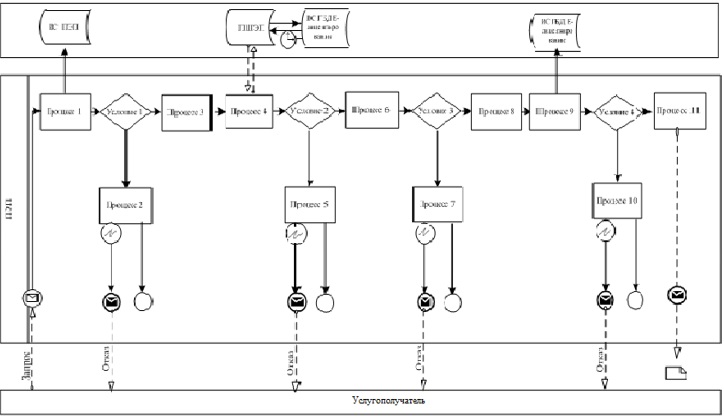 ИС ПЭП
ПШЭП
Процесс 1
Условие 1
Процесс 3
Процесс 4
Условие 2
Процесс 6
Условие 3
Процесс 8
Процесс 9
Условие 4
Процесс 11
Процесс 2
Процесс 5
Процесс 7
Процесс 10
Запрос
Отказ
Отказ
Отказ
Отказ
Услугополучатель